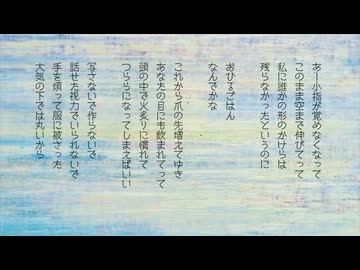 あー小指が覚めなくなって
このまま空まで伸びてって
私に誰かの形のかけらは
残らなかったというのに
おひるごはん
なんでかな
これから爪の先増えてゆき
あなたの目にも飲まれてって
頭の中で火炙りに慣れて
つららになってしまえばいい
写さないで作らないで
話せた視力でいられないで
手を煩って服に被さった
大気の下では丸いから